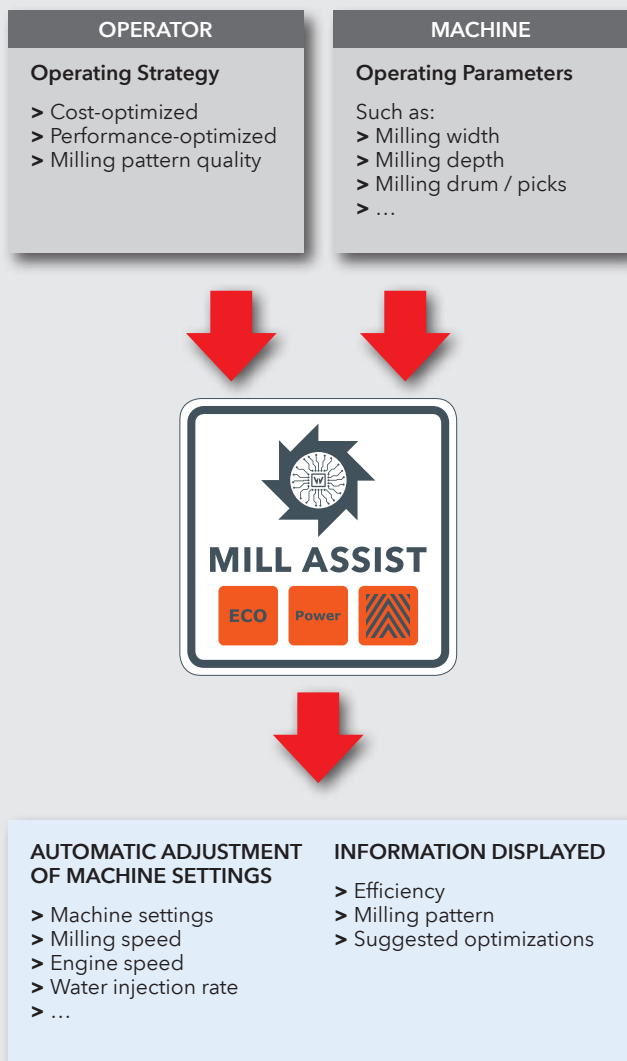 OPERATOR
Operating Strategy
> Cost-optimized
> Performance-optimized
> Milling pattern quality
MACHINE
Operating Parameters
Such as:
> Milling width
> Milling depth
> Milling drum / picks
> …
W
MILL ASSIST
ECO
Power
AUTOMATIC ADJUSTMENT
OF MACHINE SETTINGS
> Machine settings
> Milling speed
> Engine speed
> Water injection rate
> …
INFORMATION DISPLAYED
> Efficiency
> Milling pattern
> Suggested optimizations